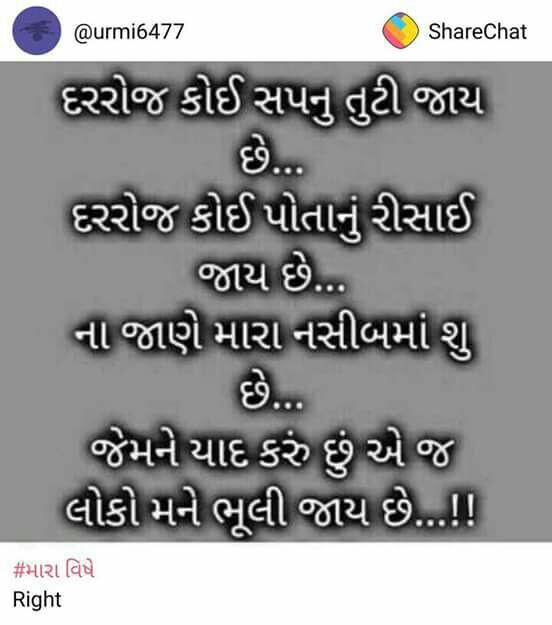 @urmi6477
ShareChat
દરરોજ કોઈ સપનુ તુટી જાય
છે...
દરરોજ કોઈ પોતાનું રીસાઈ
જાય છે...
ના જાણે મારા નસીબમાં શુ
છે...
જેમને યાદ કરું છું એ જ
લોકો મને ભૂલી જાય છે...!!
#મારા વિષે
Right